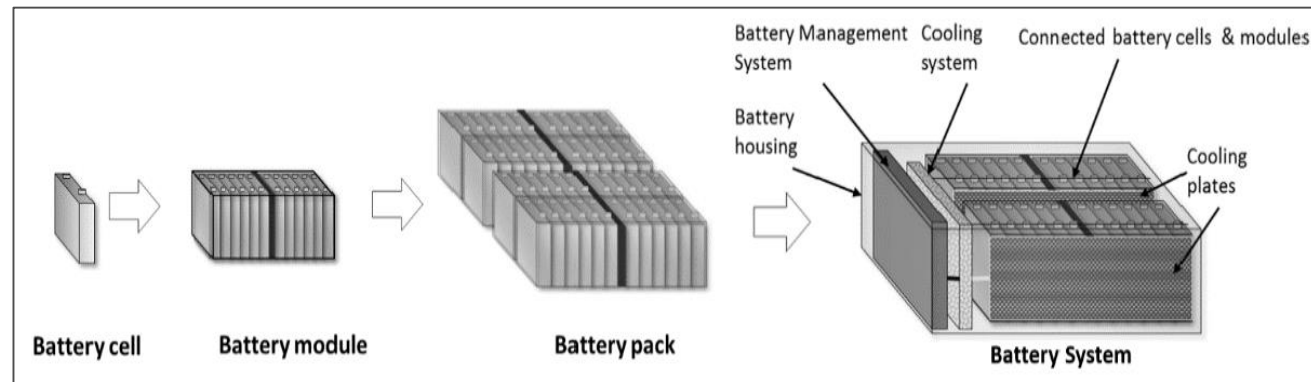 Battery Management
System
Cooling
system
Connected battery cells & modules
Battery
housing
Cooling
plates
Battery cell
Battery module
Battery pack
Battery System